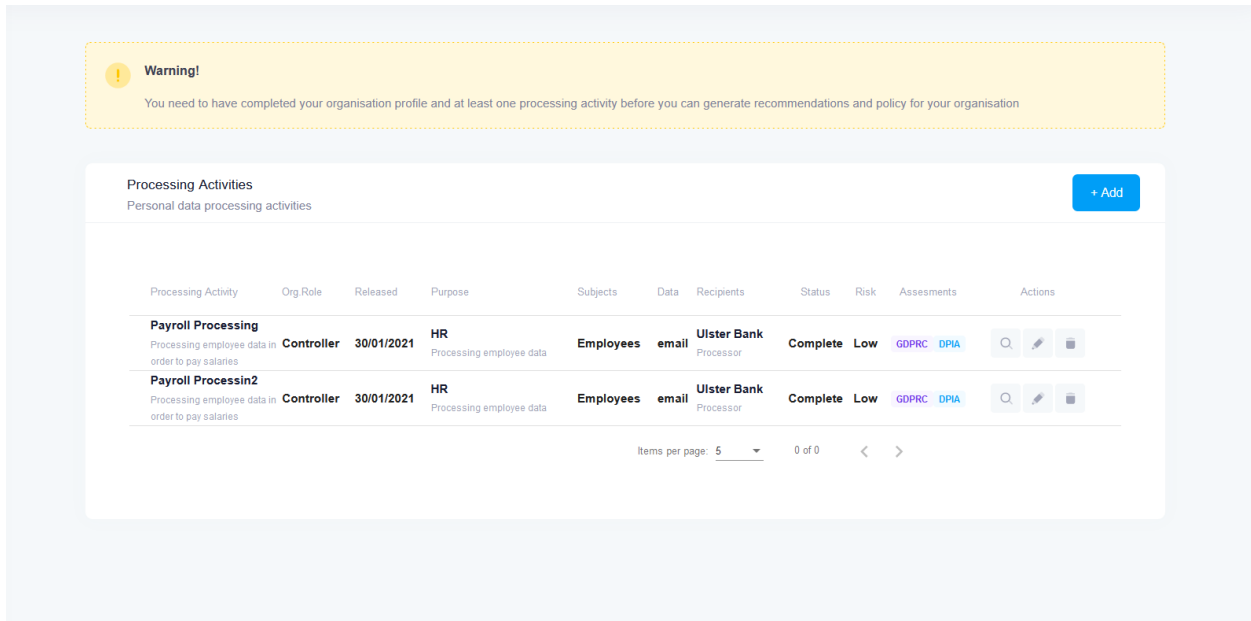 Warning!
You need to have completed your organisation profile and at least one processing activity before you can generate recommendations and policy for your organisation
Processing Activities
Personal data processing activities
+ Add
Processing Activity Org.Role Released Purpose Subjects Data Recipients Status Risk Assesments Actions
Payroll Processing
Processing employee data in
order to pay salaries
Controller 30/01/2021
HR
Processing employee data
Employees email
Ulster Bank
Processor
Complete Low GDPRC DPIA
Payroll Processin2
Processing employee data in
order to pay salaries
Controller 30/01/2021
HR
Processing employee data
Employees email
Ulster Bank
Processor
Complete Low GDPRC DPIA
Items per page: 5 0 of 0